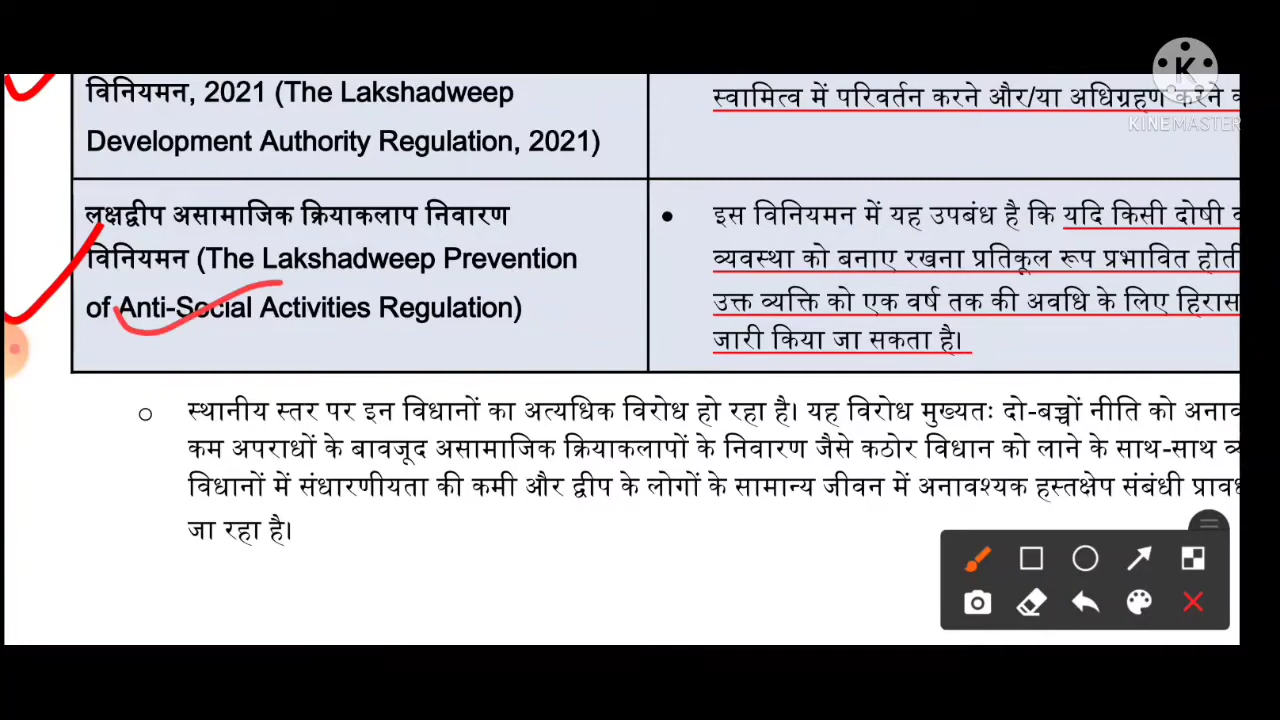 विनियमन, 2021 (The Lakshadweep
Development Authority Regulation, 2021)
स्वामित्व में परिवर्तन करने और/या अधिग्रहण करने
लक्षद्वीप असामाजिक क्रियाकलाप निवारण
विनियमन (The Lakshadweep Prevention
of Anti-Social Activities Regulation)
इस विनियमन में यह उपबंध है कि यदि किसी दोषी
व्यवस्था को बनाए रखना प्रतिकूल रूप प्रभावित होती
उक्त व्यक्ति को एक वर्ष तक की अवधि के लिए
जारी किया जा सकता है।
स्थानीय स्तर पर इन विधानों का अत्यधिक विरोध हो रहा है। यह विरोध मुख्यतः दो-बच्चों नीति को
कम अपराधों के बावजूद असामाजिक क्रियाकलापों के निवारण जैसे कठोर विधान को लाने के साथ-साथ
विधानों में संधारणीयता की कमी और द्वीप के लोगों के सामान्य जीवन में अनावश्यक हस्तक्षेप संबंधी
जा रहा है।
K
KINEMASTER